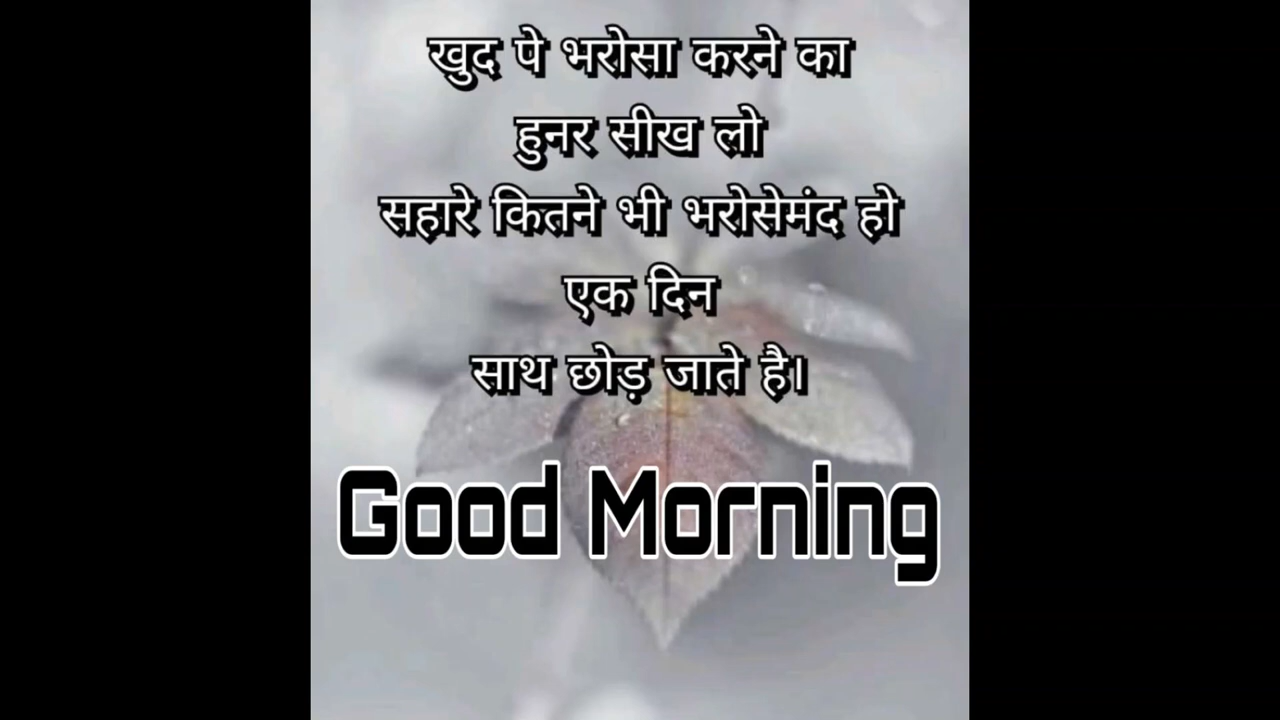 खुद पे भरोसा करने का
हुनर सीख लो
सहारे कितने भी भरोसेमंद हो
एक दिन
साथ छोड़ जाते है।
Good Morning